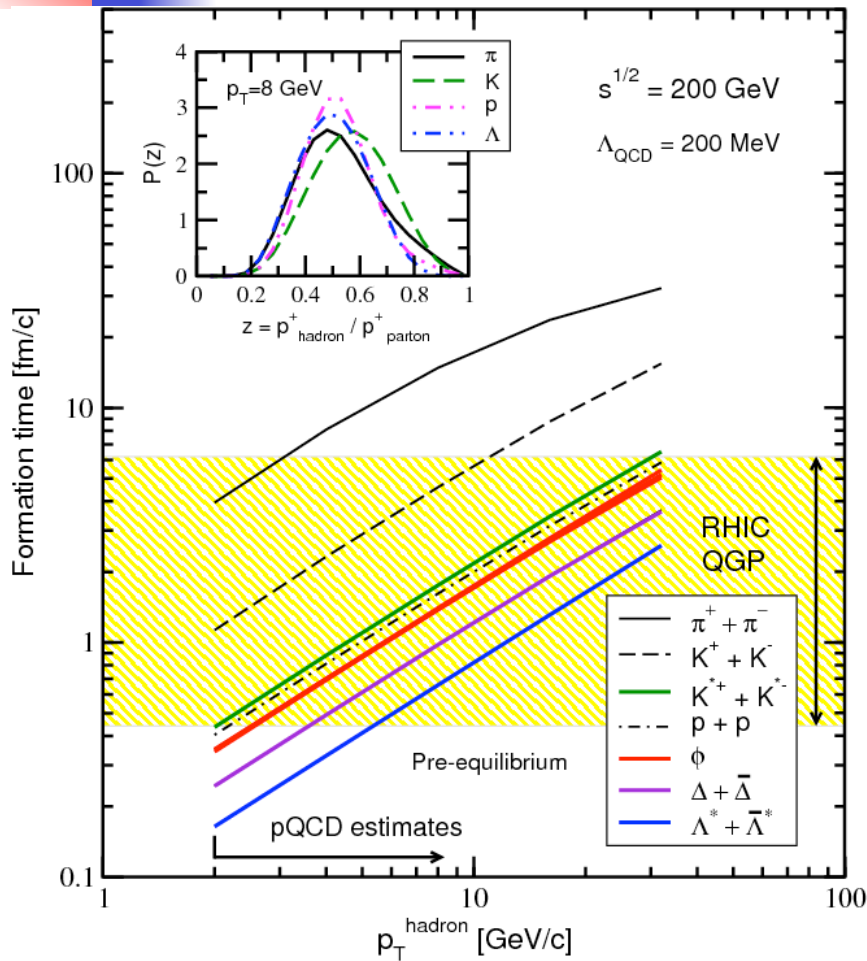 4
3
2
1
0
P(z)
p_T=8 GeV
π
K
p
Λ
0 0.2 0.4 0.6 0.8 1
z = p^+_hadron / p^+_parton
s^1/2 = 200 GeV
Λ_QCD = 200 MeV
100
10
1
0.1
Formation time [fm/c]
RHIC
QGP
π^+ + π^-
K^+ + K^-
K^*+ + K^*-
p + p
ϕ
Δ + Δ̅
Λ^* + Λ̅^*
Pre-equilibrium
pQCD estimates
1 10 100
p_T^hadron [GeV/c]